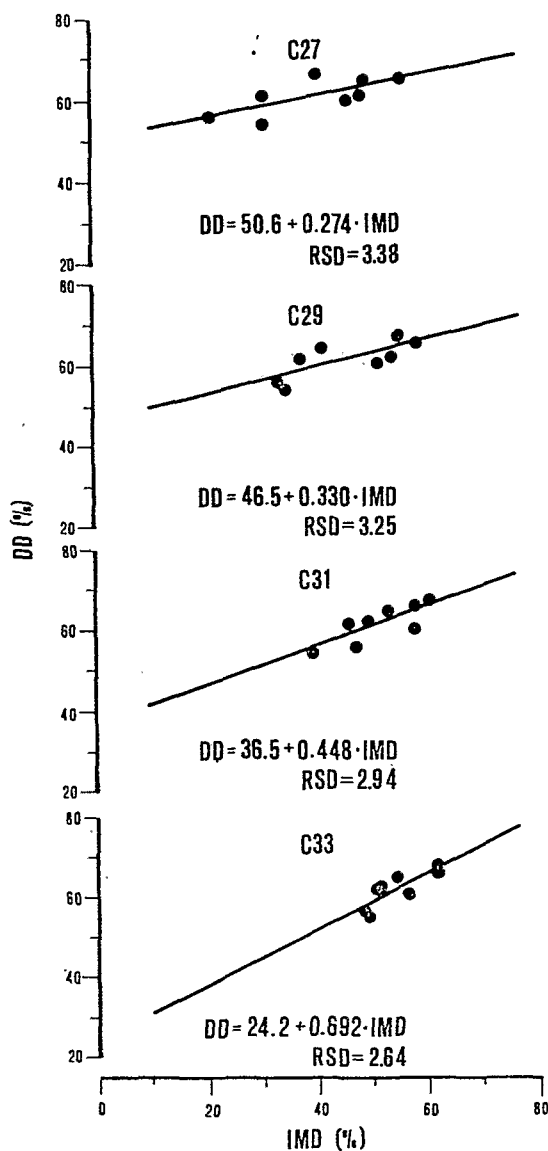 80
60
40
20
C27
DD=50.6+0.274·IMD
RSD=3.38
80
60
40
20
C29
DD=46.5+0.330·IMD
RSD=3.25
DD (%)
80
60
40
20
C31
DD=36.5+0.448·IMD
RSD=2.94
80
60
40
20
C33
DD=24.2+0.692·IMD
RSD=2.64
0 20 40 60 80
IMD (%)